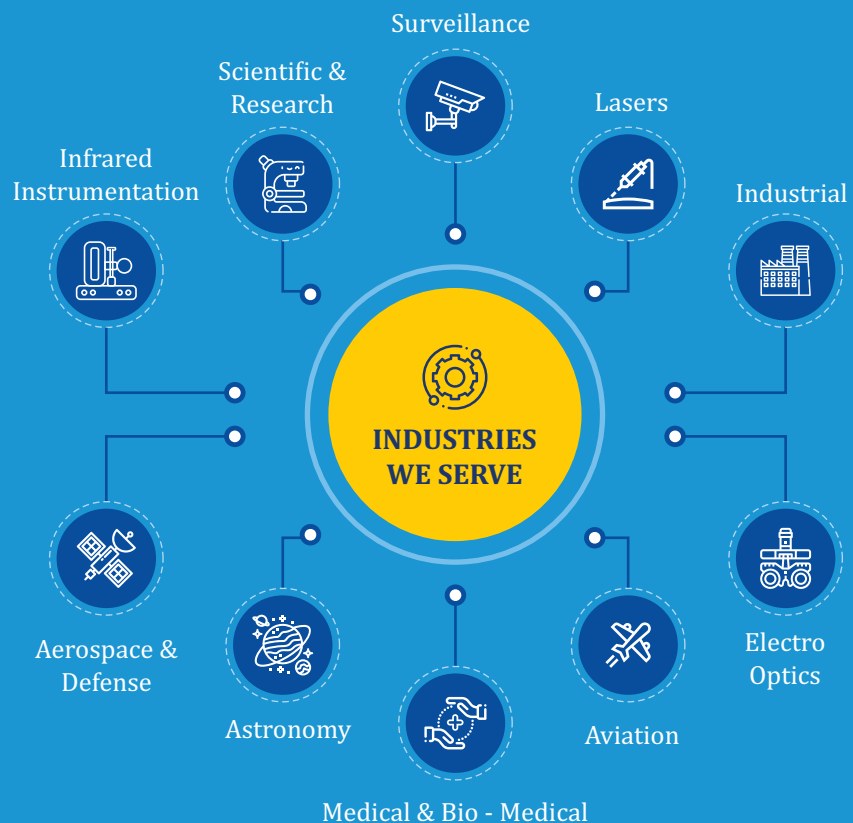 Surveillance
Scientific &
Research
Lasers
Infrared
Instrumentation
Industrial
INDUSTRIES
WE SERVE
Aerospace &
Defense
Electro
Optics
Astronomy
Aviation
Medical & Bio - Medical